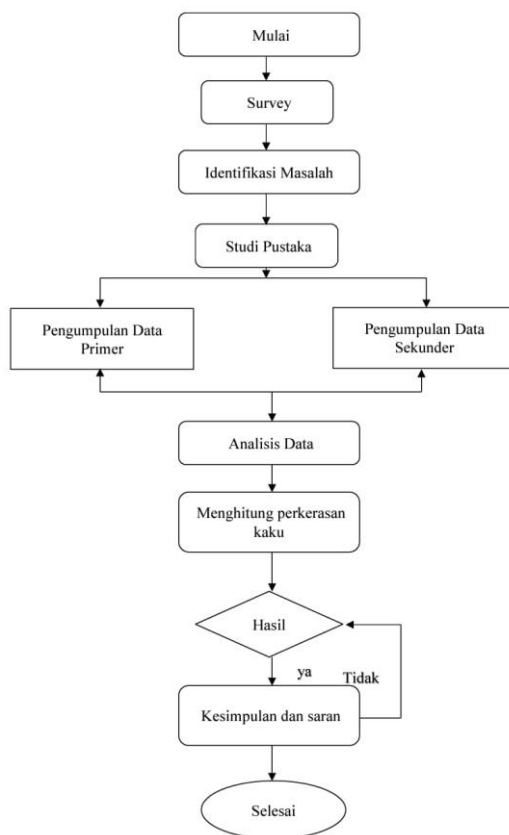 Mulai
Survey
Identifikasi Masalah
Studi Pustaka
Pengumpulan Data
Primer
Pengumpulan Data
Sekunder
Analisis Data
Menghitung perkerasan
kaku
Hasil
ya
Tidak
Kesimpulan dan saran
Selesai